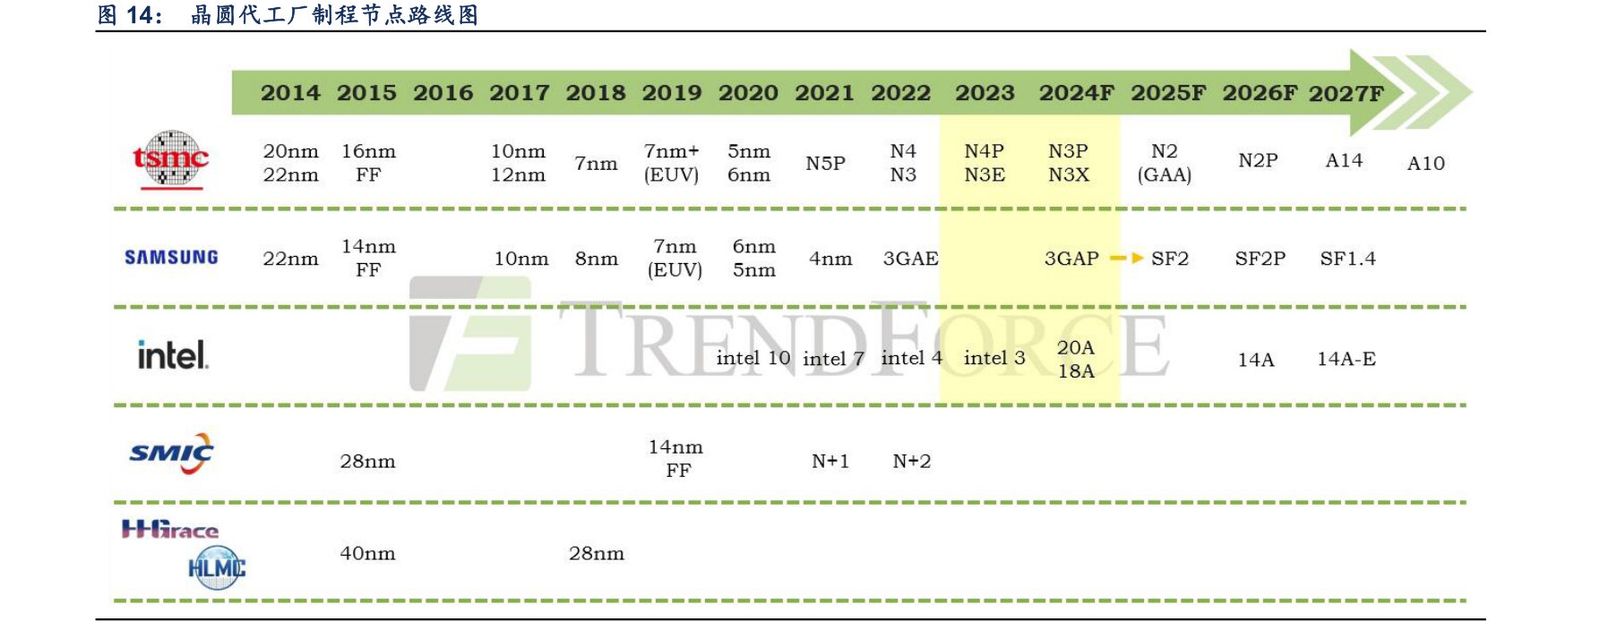 图 14： 晶圆代工厂制程节点路线图
2014 2015 2016 2017 2018 2019 2020 2021 2022 2023 2024F 2025F 2026F 2027F
tsmc
20nm 16nm 10nm 7nm 7nm+ 5nm N5P N4 N4P N3P N2 N2P A14 A10
22nm FF 12nm (EUV) 6nm N3 N3E N3X (GAA)
SAMSUNG
22nm 14nm 10nm 8nm 7nm 6nm 4nm 3GAE 3GAP SF2 SF2P SF1.4
FF (EUV) 5nm
TRENDFORCE
intel.
intel 10 intel 7 intel 4 intel 3 20A 14A 14A-E
18A
SMIC
28nm 14nm N+1 N+2
FF
HHGrace
HLMC
40nm 28nm